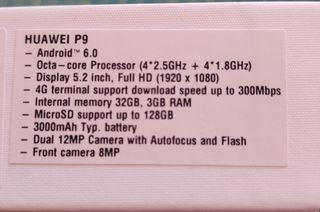 HUAWEI P9
- Android™ 6.0
- Octa-core Processor (4*2.5GHz + 4*1.8GHz)
- Display 5.2 inch, Full HD (1920 x 1080)
- 4G terminal support download speed up to 300Mbps
- Internal memory 32GB, 3GB RAM
- MicroSD support up to 128GB
- 3000mAh Typ. battery
- Dual 12MP Camera with Autofocus and Flash
- Front camera 8MP